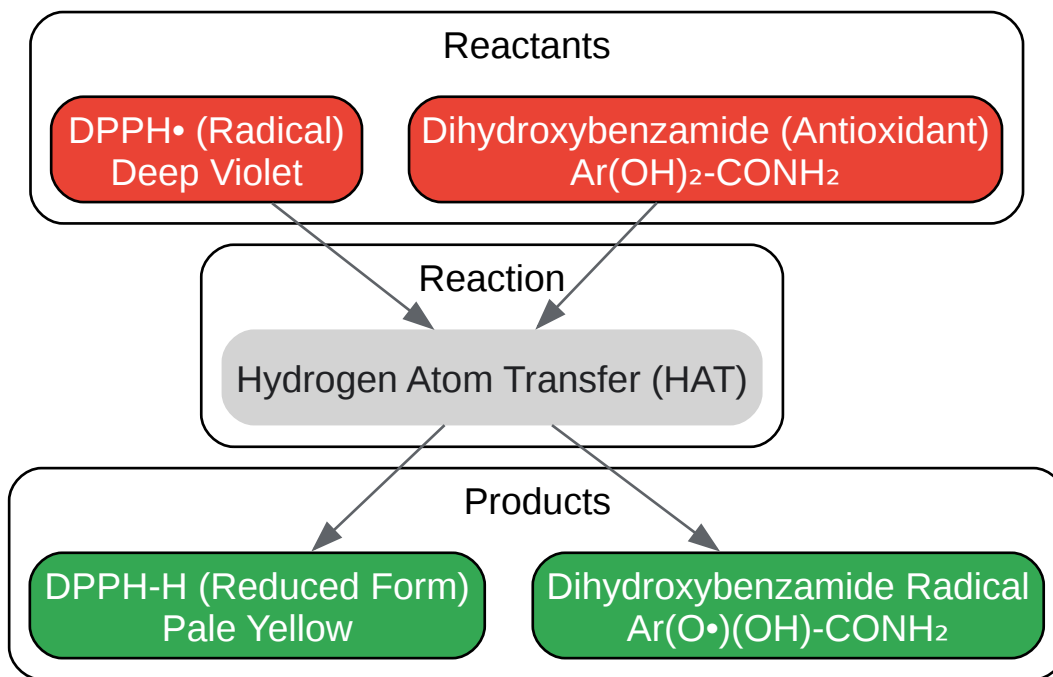 Reactants
DPPH• (Radical)
Deep Violet
Dihydroxybenzamide (Antioxidant)
Ar(OH)₂-CONH₂
Reaction
Hydrogen Atom Transfer (HAT)
Products
DPPH-H (Reduced Form)
Pale Yellow
Dihydroxybenzamide Radical
Ar(O•)(OH)-CONH₂